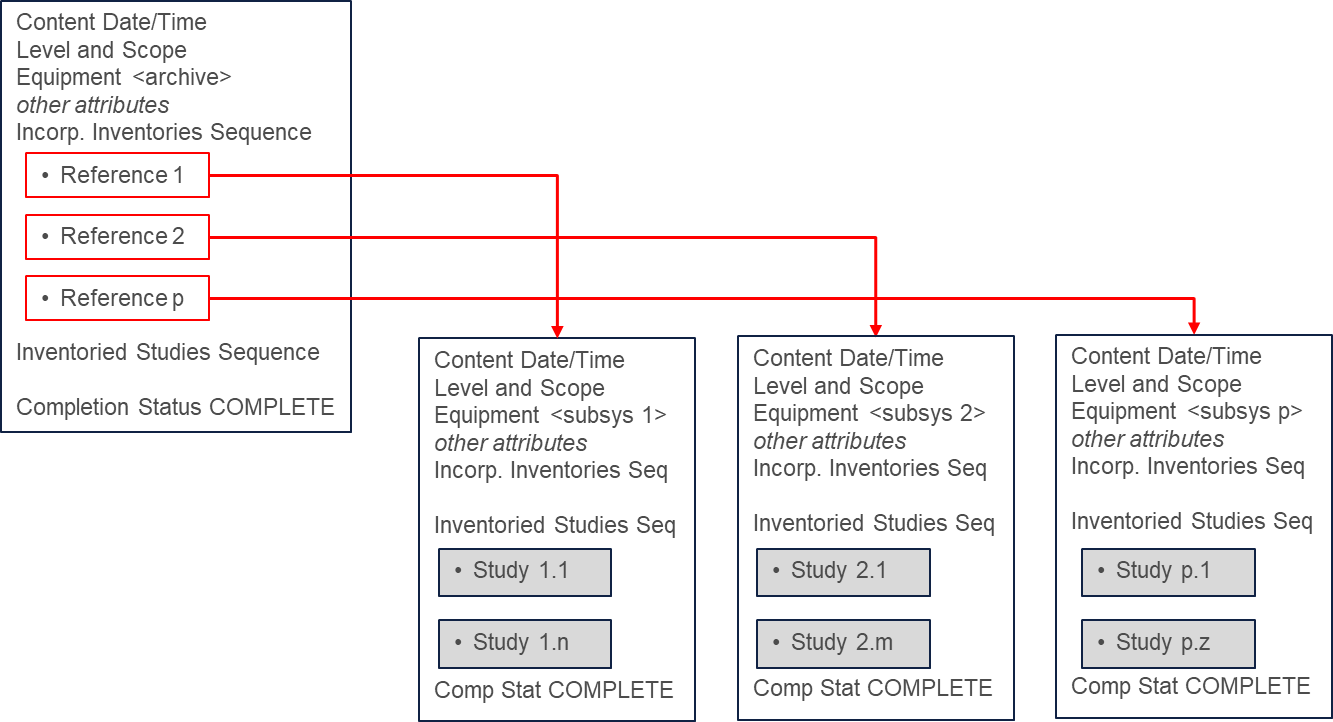 Content Date/Time
Level and Scope
Equipment <archive>
other attributes
Incorp. Inventories Sequence
• Reference 1
• Reference 2
• Reference p
Inventoried Studies Sequence
Completion Status COMPLETE
Content Date/Time
Level and Scope
Equipment <subsys 1>
other attributes
Incorp. Inventories Seq
Inventoried Studies Seq
• Study 1.1
• Study 1.n
Comp Stat COMPLETE
Content Date/Time
Level and Scope
Equipment <subsys 2>
other attributes
Incorp. Inventories Seq
Inventoried Studies Seq
• Study 2.1
• Study 2.m
Comp Stat COMPLETE
Content Date/Time
Level and Scope
Equipment <subsys p>
other attributes
Incorp. Inventories Seq
Inventoried Studies Seq
• Study p.1
• Study p.z
Comp Stat COMPLETE